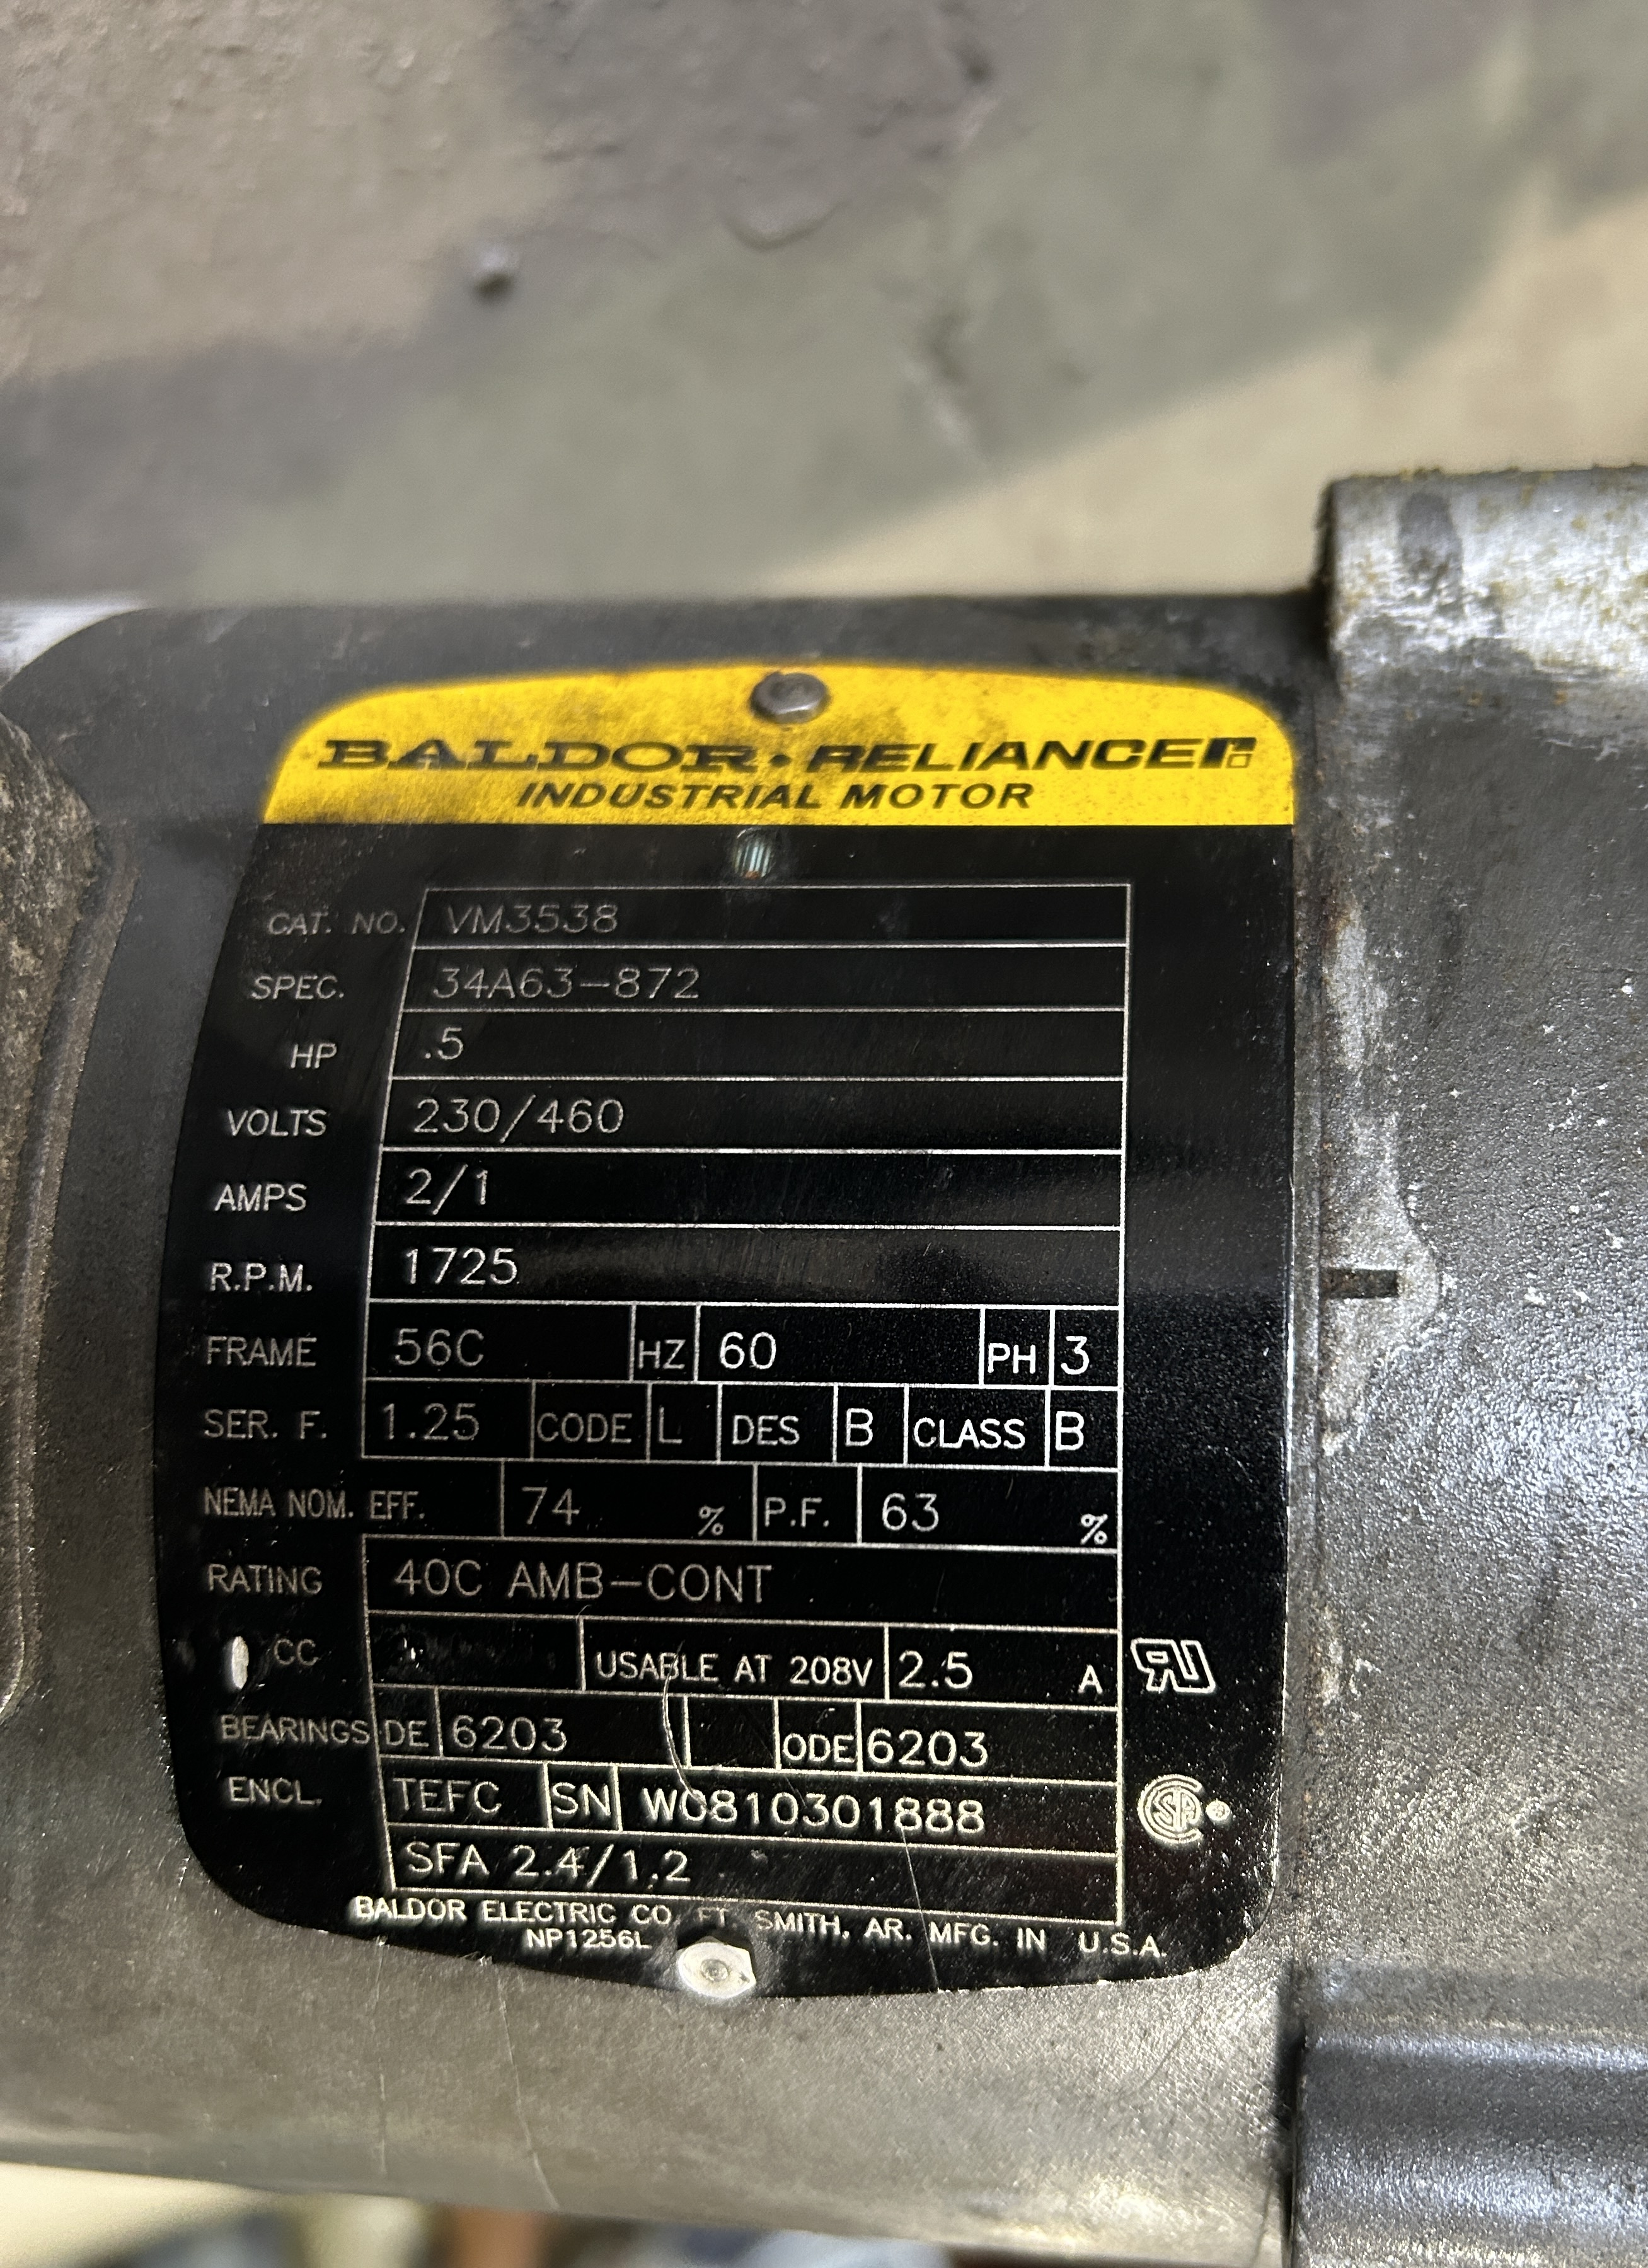 BALDOR • RELIANCE
INDUSTRIAL MOTOR
CAT. NO. VM3538
SPEC. 34A63-872
HP .5
VOLTS 230/460
AMPS 2/1
R.P.M. 1725
FRAME 56C HZ 60 PH 3
SER. F. 1.25 CODE L DES B CLASS B
NEMA NOM. EFF. 74 % P.F. 63 %
RATING 40C AMB-CONT
CC USABLE AT 208V 2.5 A
BEARINGS DE 6203 ODE 6203
ENCL. TEFC SN W0810301888
SFA 2.4/1.2
BALDOR ELECTRIC CO. FT. SMITH, AR. MFG. IN U.S.A.
NP1256L